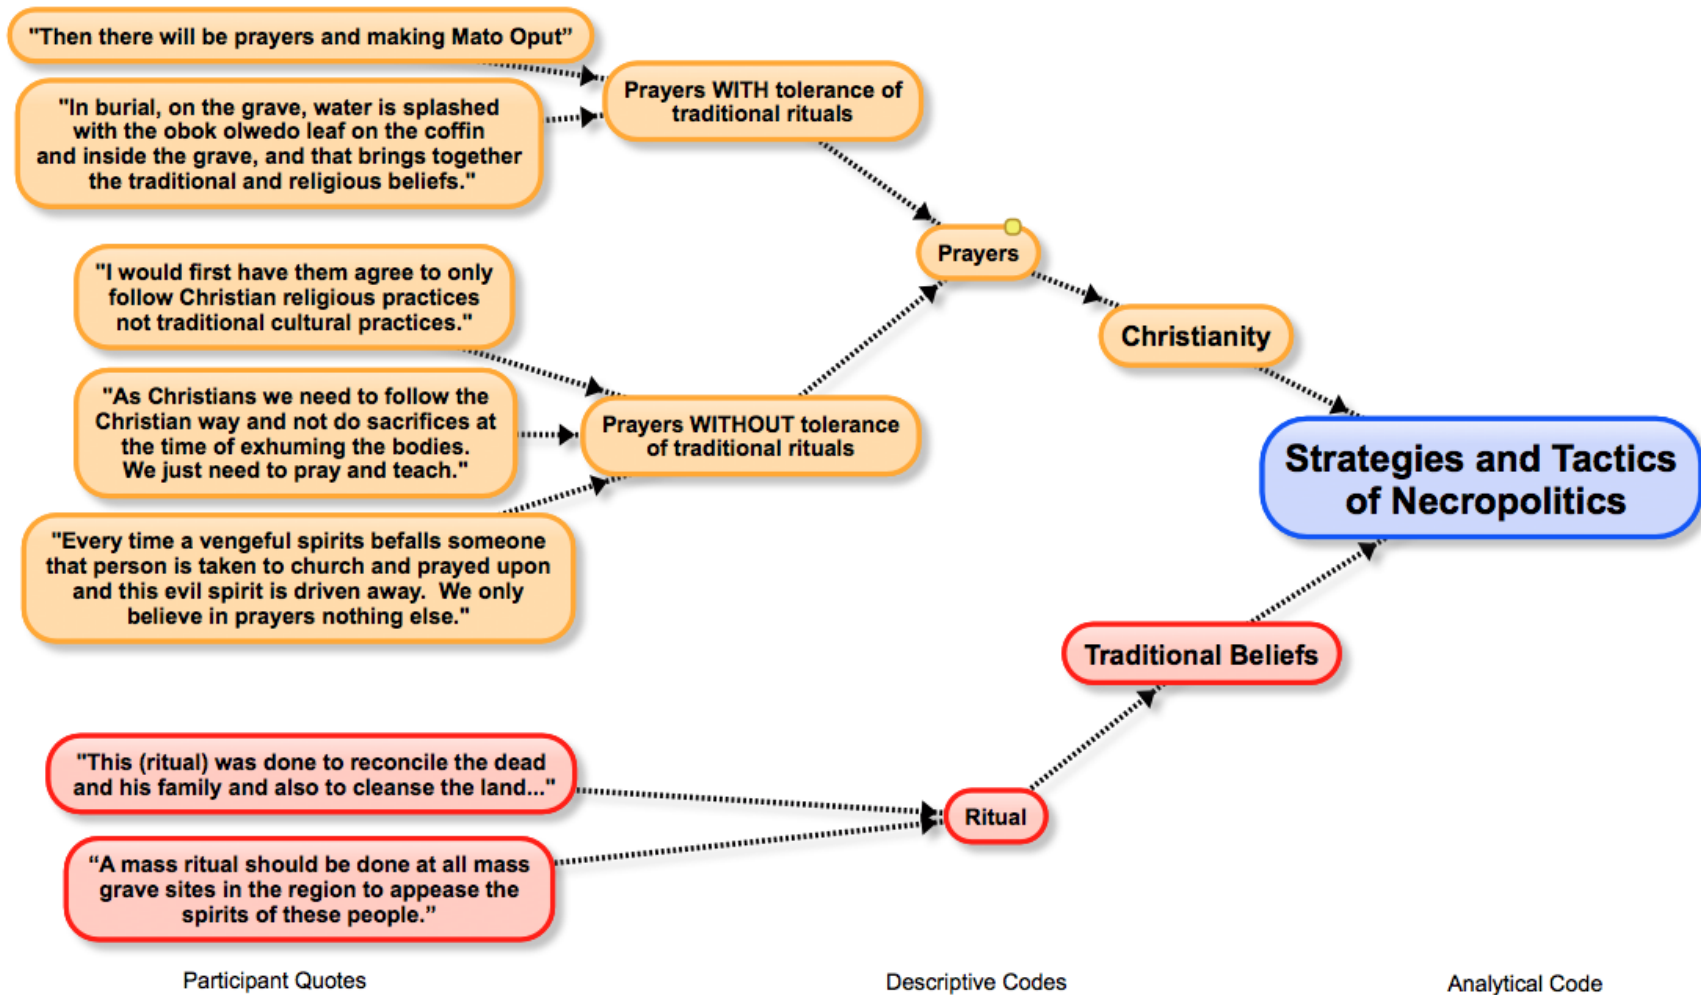 "Then there will be prayers and making Mato Oput”
"In burial, on the grave, water is splashed
with the obok olwedo leaf on the coffin
and inside the grave, and that brings together
the traditional and religious beliefs."
Prayers WITH tolerance of
traditional rituals
"I would first have them agree to only
follow Christian religious practices
not traditional cultural practices."
"As Christians we need to follow the
Christian way and not do sacrifices at
the time of exhuming the bodies.
We just need to pray and teach."
"Every time a vengeful spirits befalls someone
that person is taken to church and prayed upon
and this evil spirit is driven away.  We only
believe in prayers nothing else."
Prayers WITHOUT tolerance
of traditional rituals
Prayers
Christianity
Strategies and Tactics
of Necropolitics
Traditional Beliefs
"This (ritual) was done to reconcile the dead
and his family and also to cleanse the land..."
“A mass ritual should be done at all mass
grave sites in the region to appease the
spirits of these people.”
Ritual
Participant Quotes
Descriptive Codes
Analytical Code